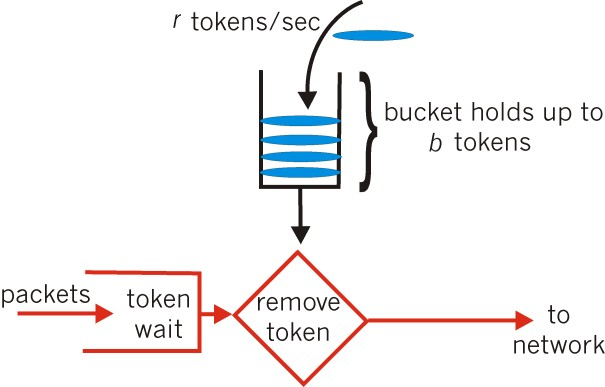 r tokens/sec
bucket holds up to
b tokens
packets
token
wait
remove
token
to
network